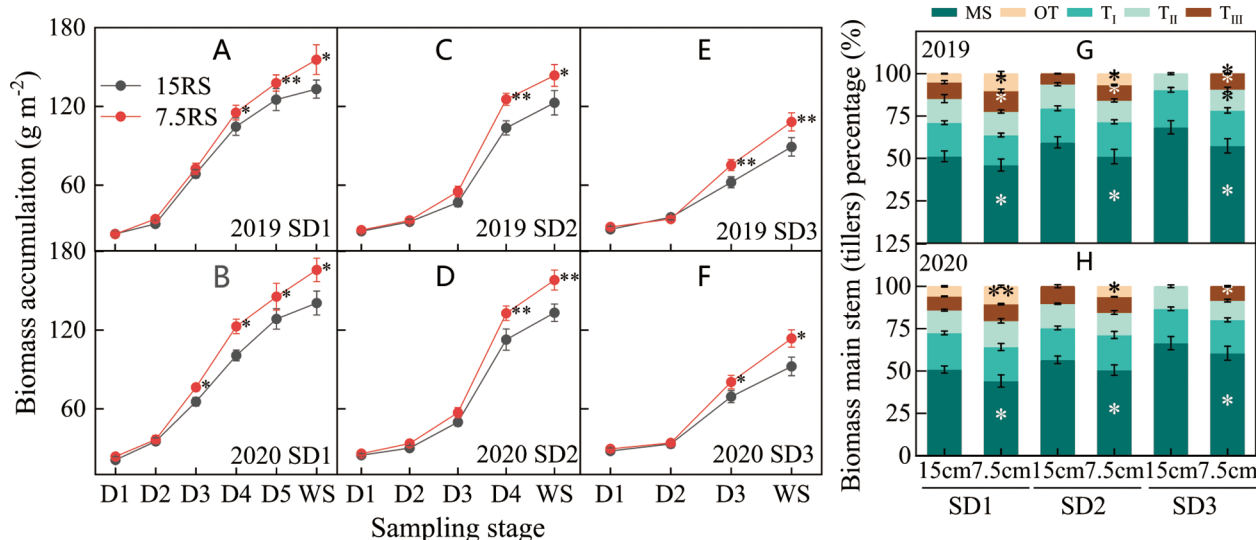 MS OT T_I T_II T_III
180
120
60
180
120
60
Biomass accumulaiton (g m⁻²)
A
15RS
7.5RS
*
**
*
2019 SD1
C
**
*
2019 SD2
E
**
**
2019 SD3
B
*
*
*
*
2020 SD1
D
**
**
2020 SD2
F
*
*
2020 SD3
D1 D2 D3 D4 D5 WS
D1 D2 D3 D4 WS
D1 D2 D3 WS
Sampling stage
Biomass main stem (tillers) percentage (%)
2019
G
100
75
50
25
125
* * *
* *
* * * *
2020
H
100
75
50
25
0
** *
* *
* *
15cm 7.5cm 15cm 7.5cm 15cm 7.5cm
SD1 SD2 SD3